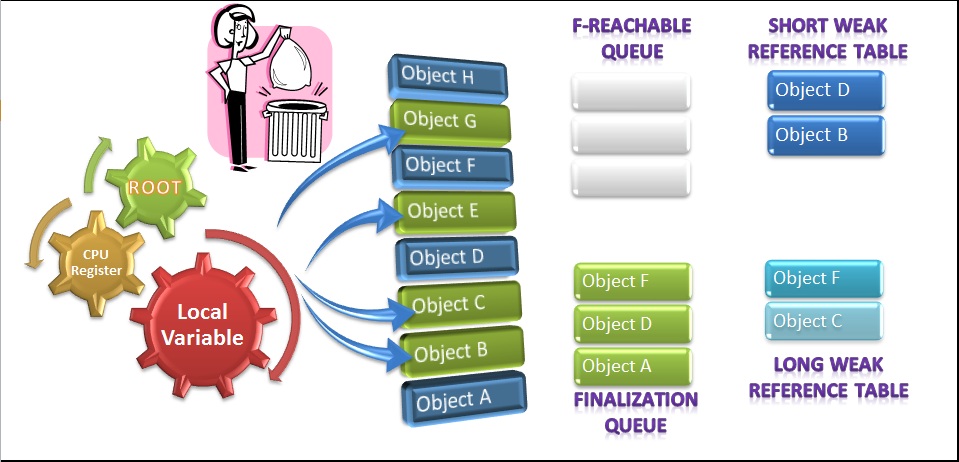 ROOT
CPU
Register
Local
Variable
Object H
Object G
Object F
Object E
Object D
Object C
Object B
Object A
F-REACHABLE
QUEUE
Object F
Object D
Object A
FINALIZATION
QUEUE
SHORT WEAK
REFERENCE TABLE
Object D
Object B
Object F
Object C
LONG WEAK
REFERENCE TABLE